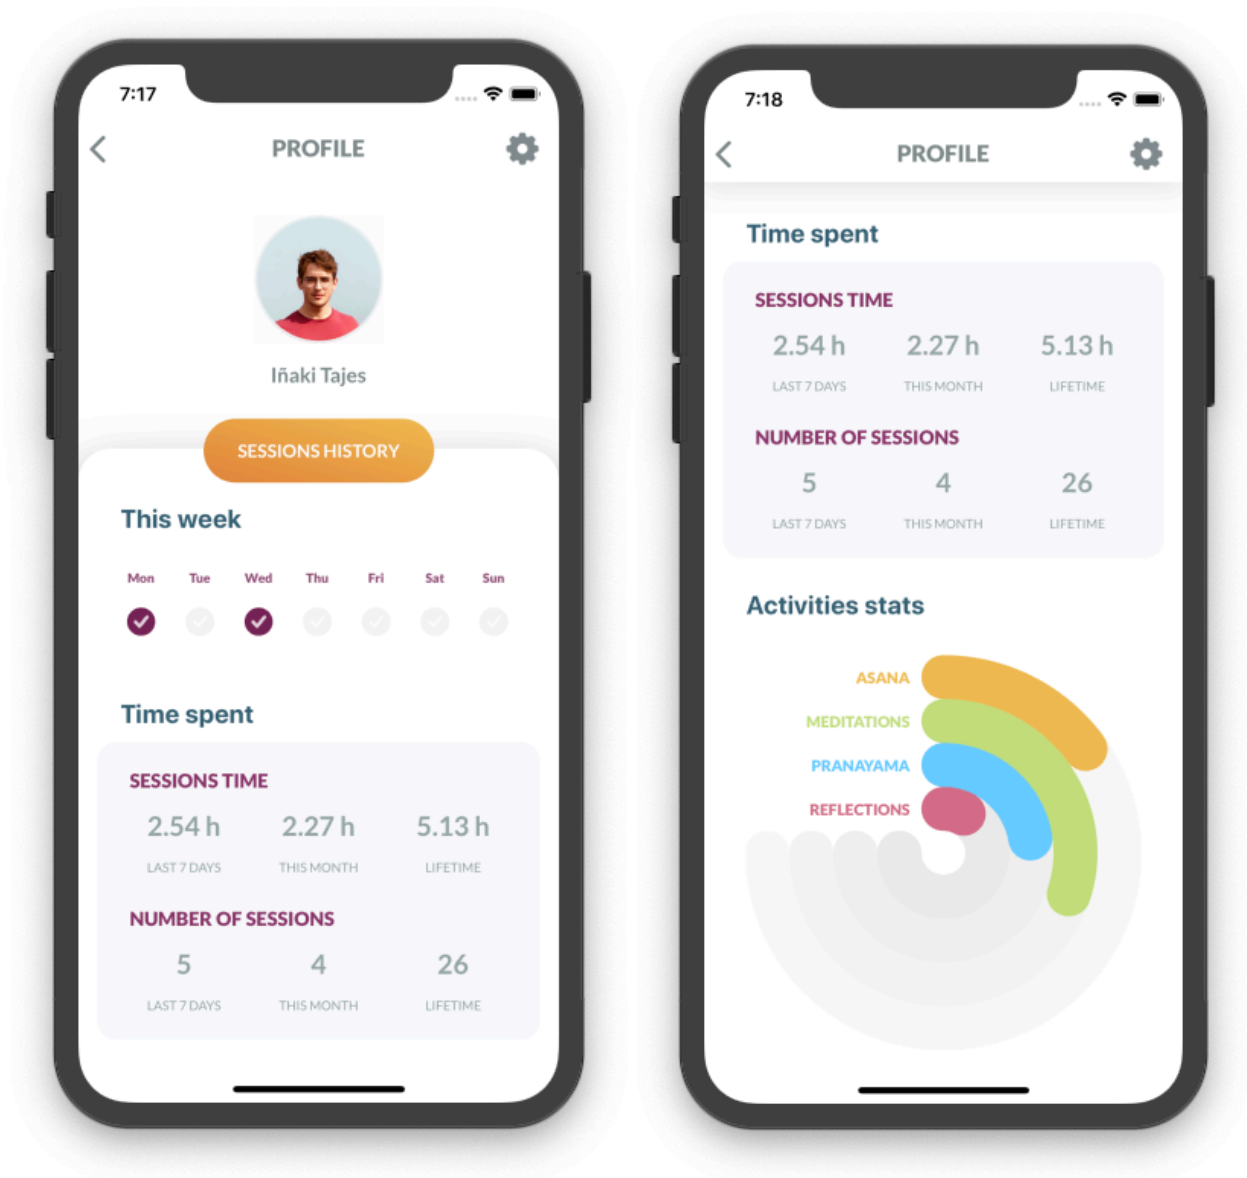 7:17
PROFILE
Iñaki Tajes
SESSIONS HISTORY
This week
Mon Tue Wed Thu Fri Sat Sun
Time spent
SESSIONS TIME
2.54 h 2.27 h 5.13 h
LAST 7 DAYS THIS MONTH LIFETIME
NUMBER OF SESSIONS
5 4 26
LAST 7 DAYS THIS MONTH LIFETIME
7:18
PROFILE
Time spent
SESSIONS TIME
2.54 h 2.27 h 5.13 h
LAST 7 DAYS THIS MONTH LIFETIME
NUMBER OF SESSIONS
5 4 26
LAST 7 DAYS THIS MONTH LIFETIME
Activities stats
ASANA
MEDITATIONS
PRANAYAMA
REFLECTIONS